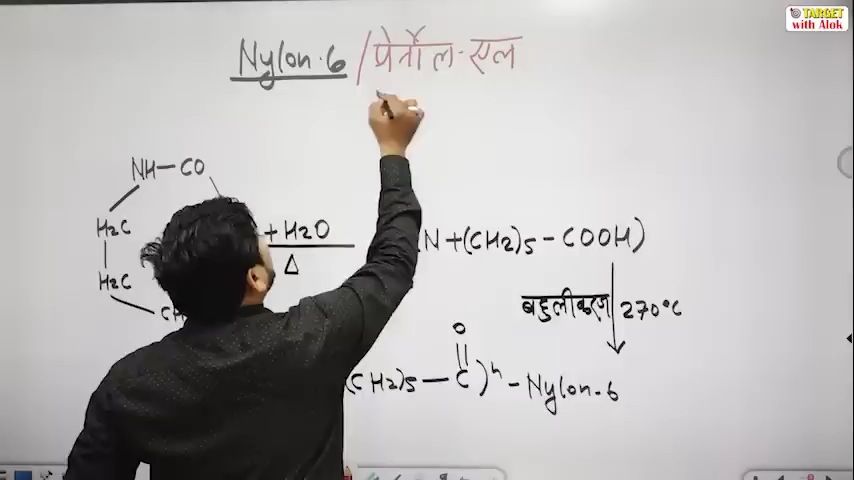 TARGET
with Alok
Nylon-6 /पेर्लोल-एल
NH—CO
H2C
+H2O
N +(CH2)5 – COOH)
Δ
H2C
बहुलीकरण 270°C
O
||
(CH2)5 — C )n – Nylon-6